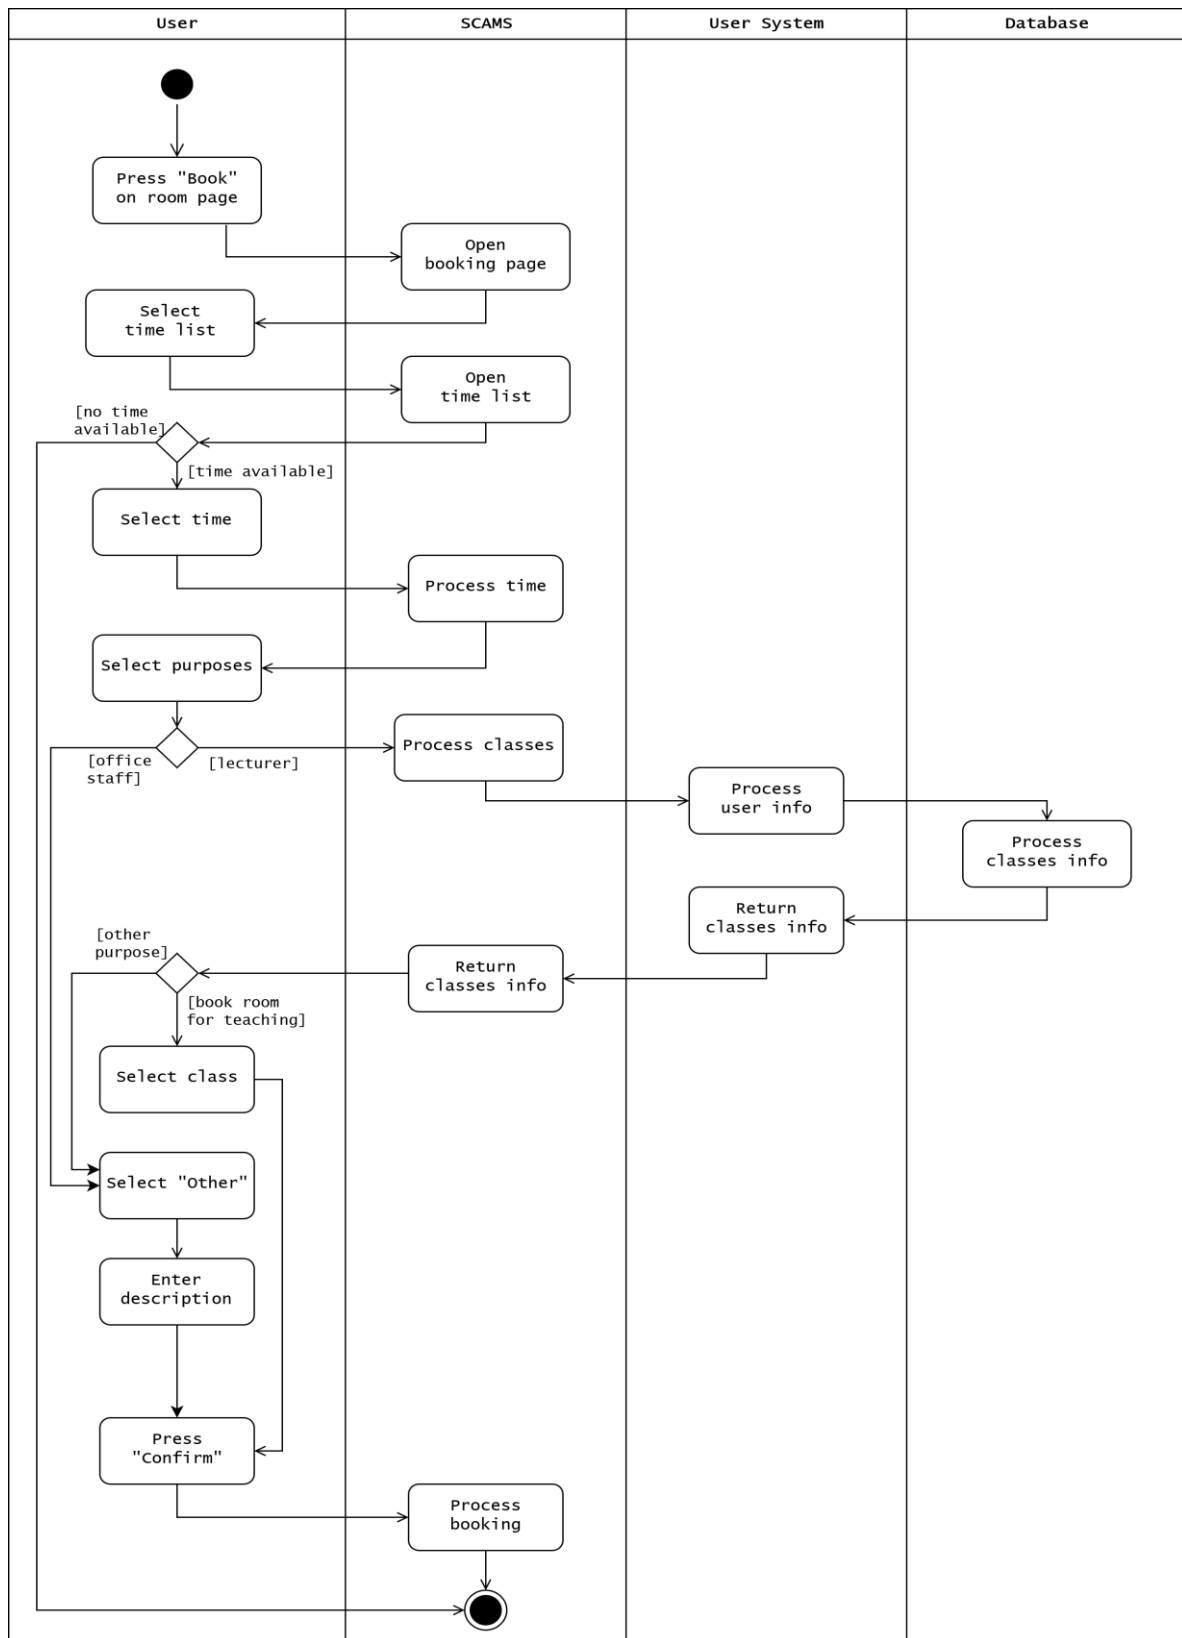 User
SCAMS
User System
Database
Press "Book"
on room page
Open
booking page
Select
time list
Open
time list
[no time
available]
[time available]
Select time
Process time
Select purposes
[office
staff]
[lecturer]
Process classes
Process
user info
Process
classes info
Return
classes info
Return
classes info
[other
purpose]
[book room
for teaching]
Select class
Select "Other"
Enter
description
Press
"Confirm"
Process
booking